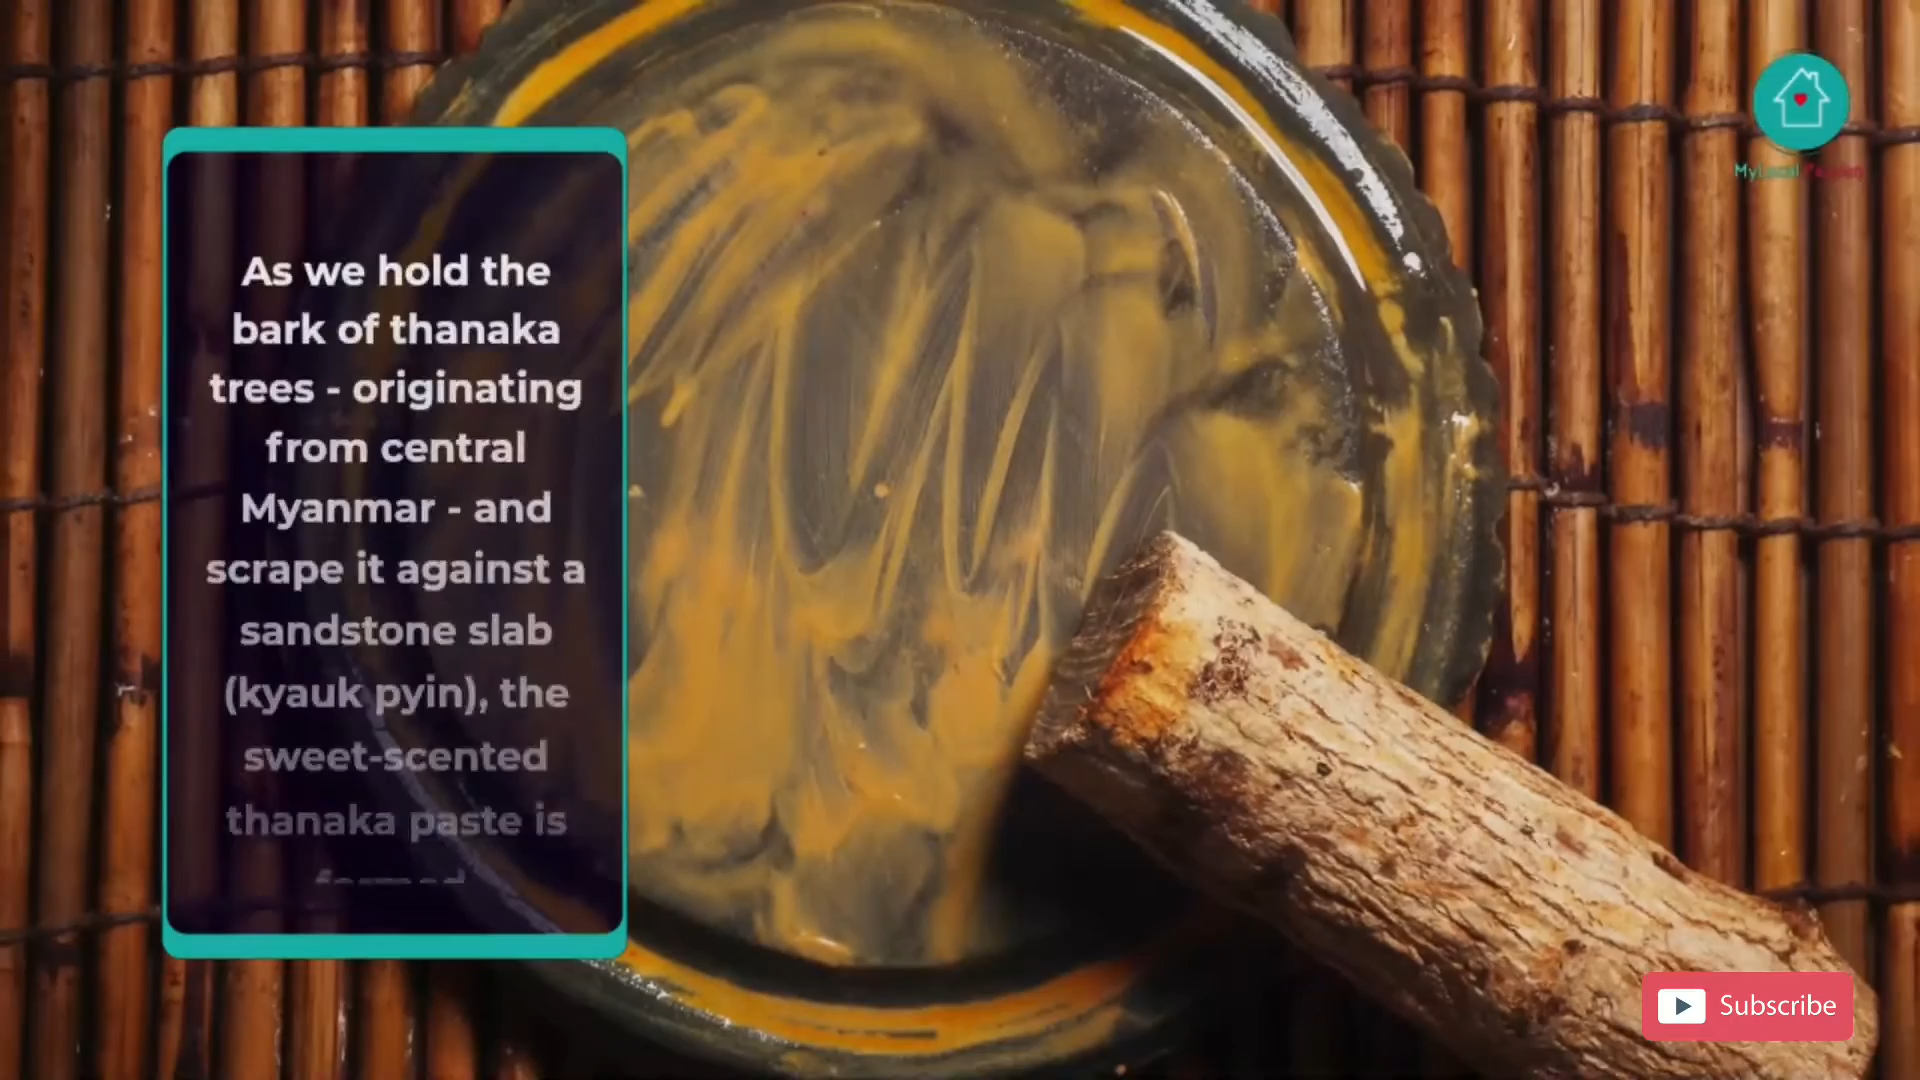 As we hold the
bark of thanaka
trees - originating
from central
Myanmar - and
scrape it against a
sandstone slab
(kyauk pyin), the
sweet-scented
thanaka paste is
MyLocal
Subscribe